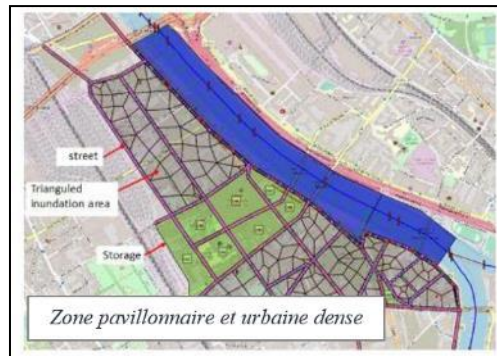 street
Trianguled
inundation area
Storage
Zone pavillonnaire et urbaine dense